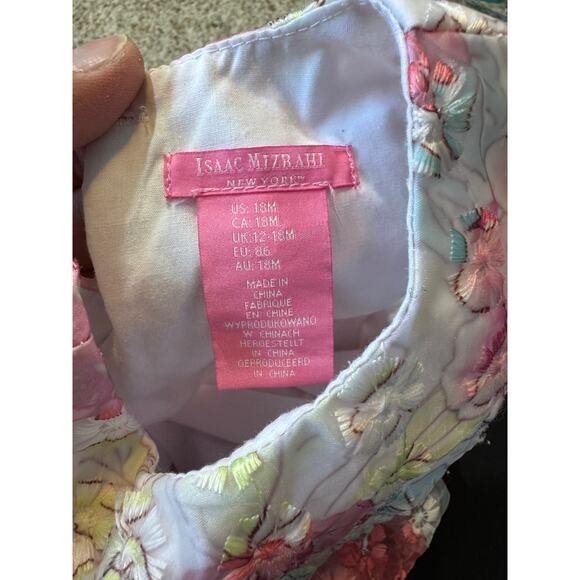 ISAAC MIZRAHI
NEW YORK™
US: 18M
CA: 18M
UK:12-18M
EU: 86
AU: 18M
MADE IN
CHINA
FABRIQUE
EN CHINE
WYPRODUKOWANO
W CHINACH
HERGESTELLT
IN CHINA
GEPRODUCEERD
IN CHINA